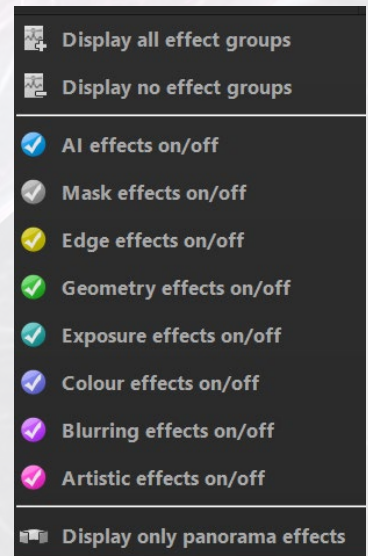 Display all effect groups
Display no effect groups
AI effects on/off
Mask effects on/off
Edge effects on/off
Geometry effects on/off
Exposure effects on/off
Colour effects on/off
Blurring effects on/off
Artistic effects on/off
Display only panorama effects